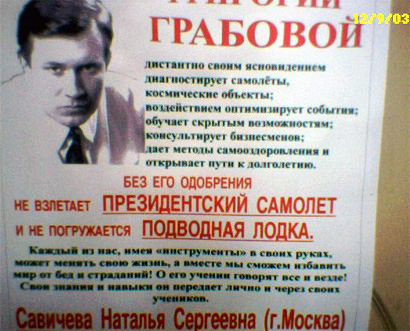 ГРИГОРИЙ
12/9/03
ГРАБОВОЙ
дистантно своим ясновидением
диагностирует самолёты,
космические объекты;
воздействием оптимизирует события;
обучает скрытым возможностям;
консультирует бизнесменов;
дает методы самооздоровления и
открывает пути к долголетию.
БЕЗ ЕГО ОДОБРЕНИЯ
НЕ ВЗЛЕТАЕТ ПРЕЗИДЕНТСКИЙ САМОЛЕТ
И НЕ ПОГРУЖАЕТСЯ ПОДВОДНАЯ ЛОДКА.
Каждый из нас, имея «инструменты» в своих руках,
может менять свою жизнь, а вместе мы сможем избавить
мир от бед и страданий! О его учении говорят все и везде!
Свои знания и навыки он передает лично и через своих
учеников.
Савичева Наталья Сергеевна (г.Москва)